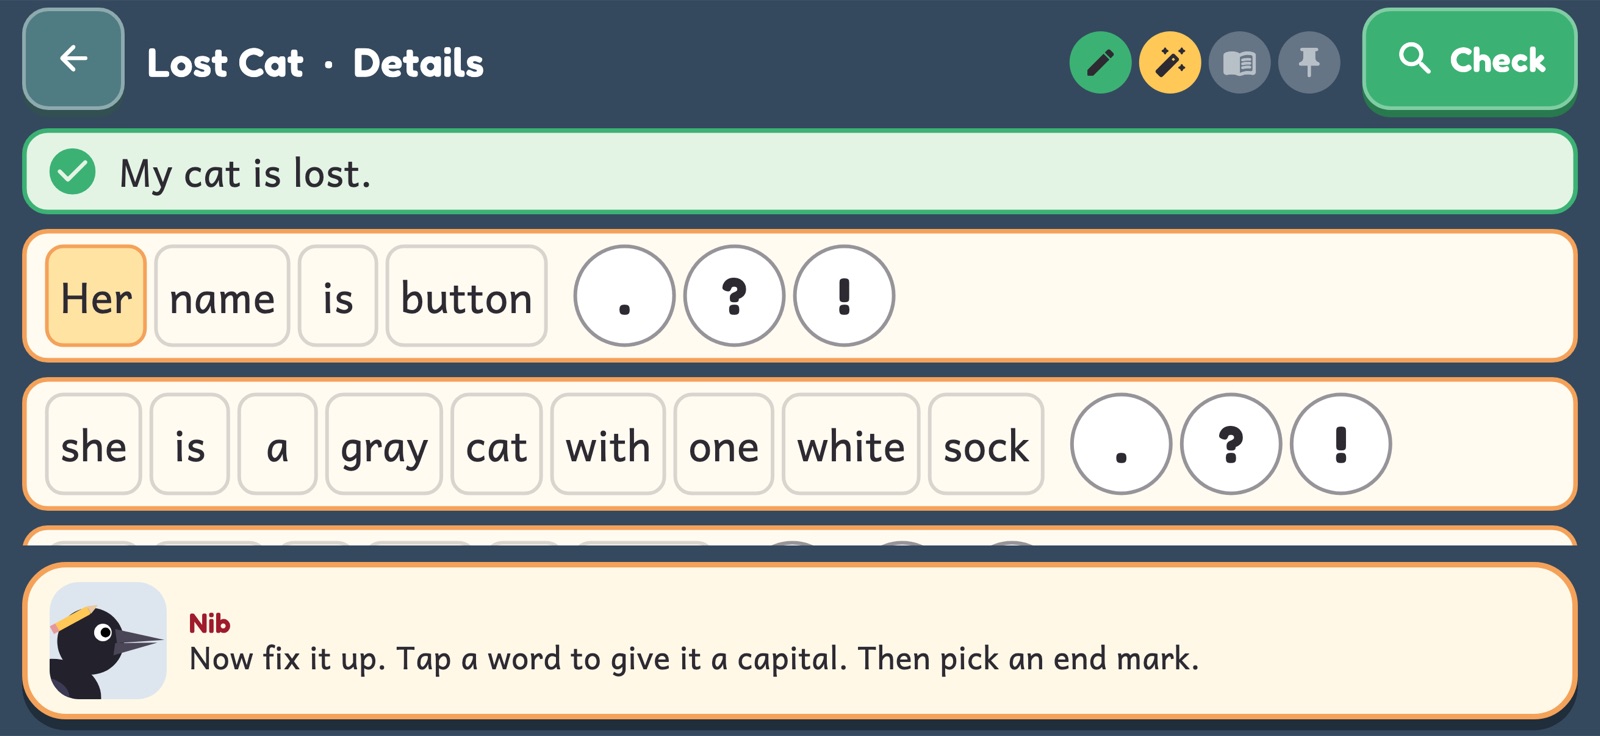 Lost Cat · Details
Check
My cat is lost.
Her name is button . ? !
she is a gray cat with one white sock . ? !
Nib
Now fix it up. Tap a word to give it a capital. Then pick an end mark.